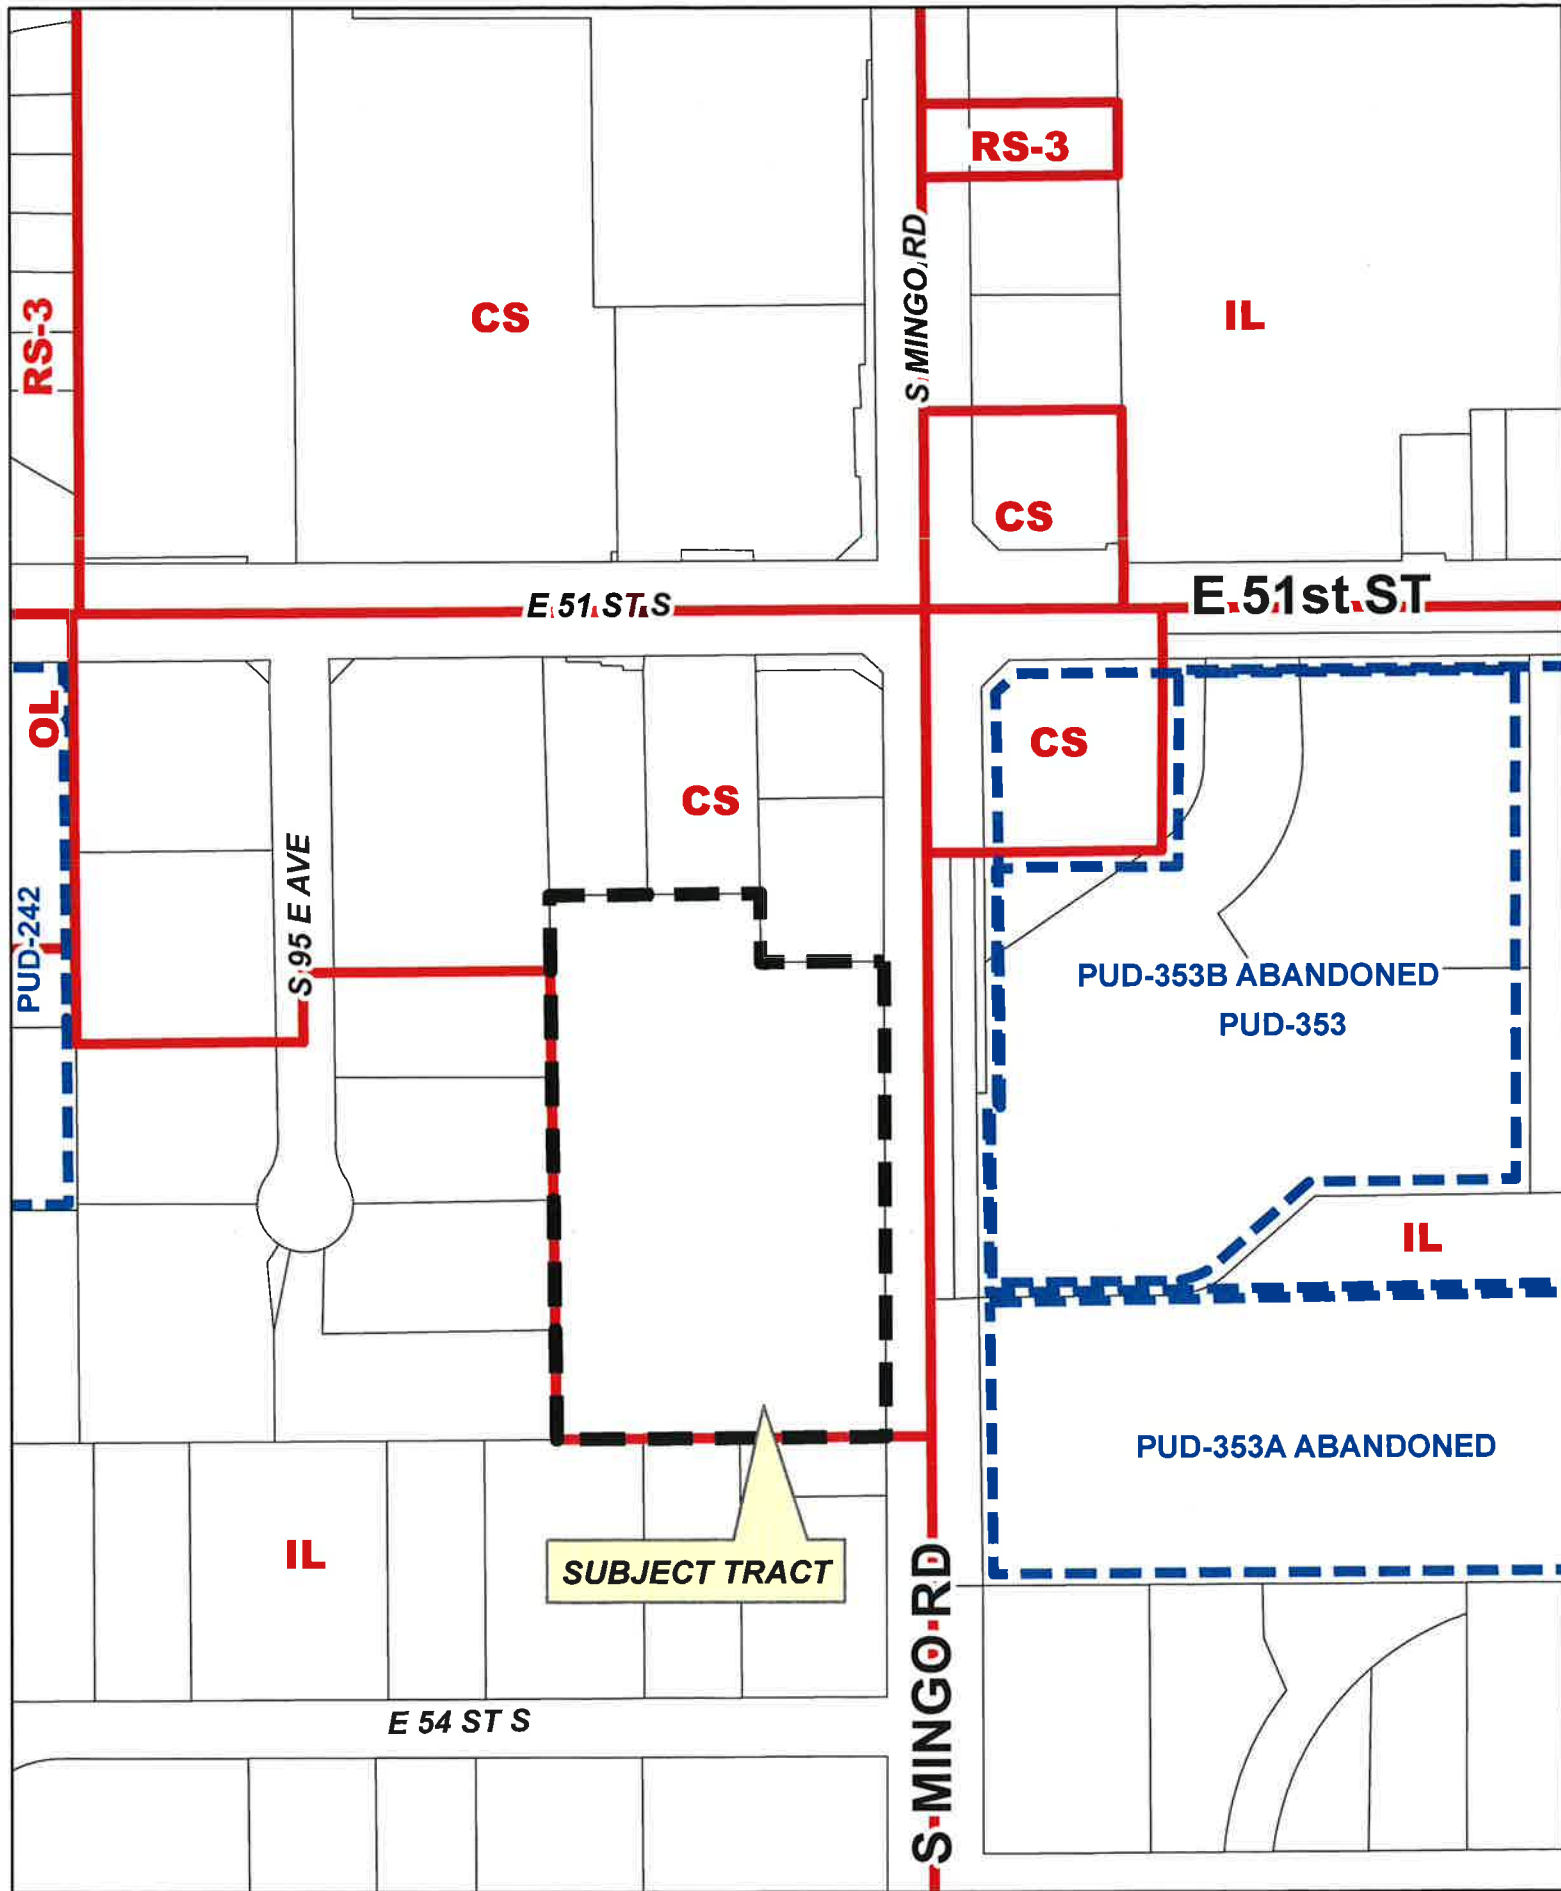 RS-3
S MINGO RD
RS-3
CS
IL
CS
E 51 ST S
E 51st ST
OL
CS
CS
S 95 E AVE
PUD-242
PUD-353B ABANDONED
PUD-353
IL
PUD-353A ABANDONED
IL
SUBJECT TRACT
S MINGO RD
E 54 ST S